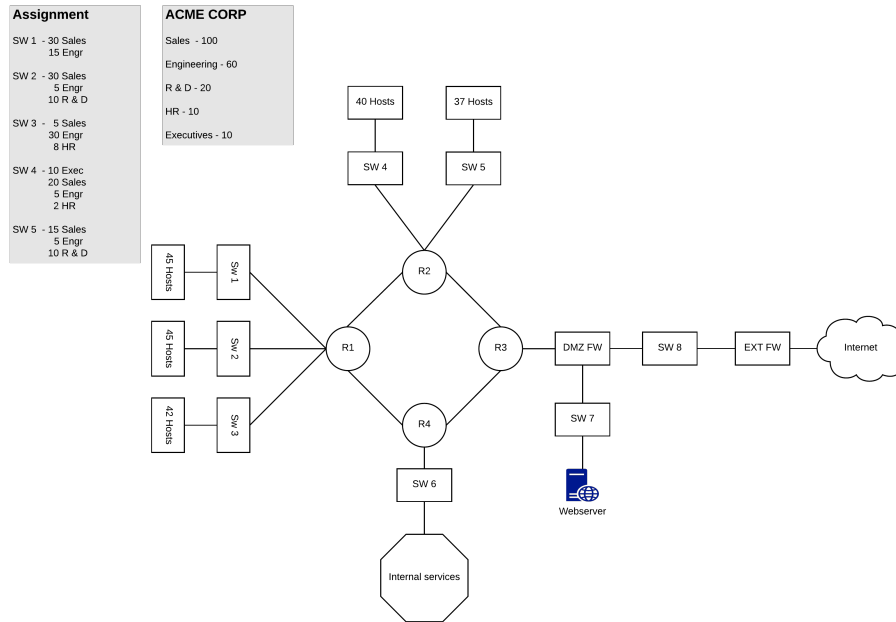 Assignment
SW 1 - 30 Sales
15 Engr
SW 2 - 30 Sales
5 Engr
10 R & D
SW 3 - 5 Sales
30 Engr
8 HR
SW 4 - 10 Exec
20 Sales
5 Engr
2 HR
SW 5 - 15 Sales
5 Engr
10 R & D
ACME CORP
Sales - 100
Engineering - 60
R & D - 20
HR - 10
Executives - 10
40 Hosts
37 Hosts
SW 4
SW 5
R2
45 Hosts
Sw 1
45 Hosts
Sw 2
R1
R3
DMZ FW
SW 8
EXT FW
Internet
42 Hosts
Sw 3
R4
SW 7
SW 6
Webserver
Internal services